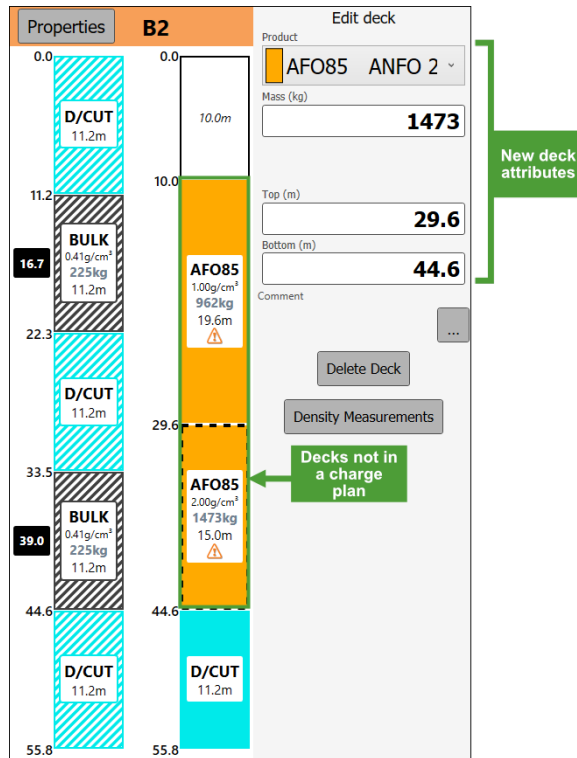 Properties
B2
0.0
D/CUT
11.2m
11.2
BULK
0.41g/cm³
225kg
11.2m
16.7
22.3
D/CUT
11.2m
33.5
BULK
0.41g/cm³
225kg
11.2m
39.0
44.6
D/CUT
11.2m
55.8
0.0
10.0m
10.0
AFO85
1.00g/cm³
962kg
19.6m
29.6
AFO85
2.00g/cm³
1473kg
15.0m
44.6
D/CUT
11.2m
55.8
Edit deck
Product
AFO85 ANFO 2
Mass (kg)
1473
Top (m)
29.6
Bottom (m)
44.6
Comment
...
Delete Deck
Density Measurements
New deck
attributes
Decks not in
a charge
plan